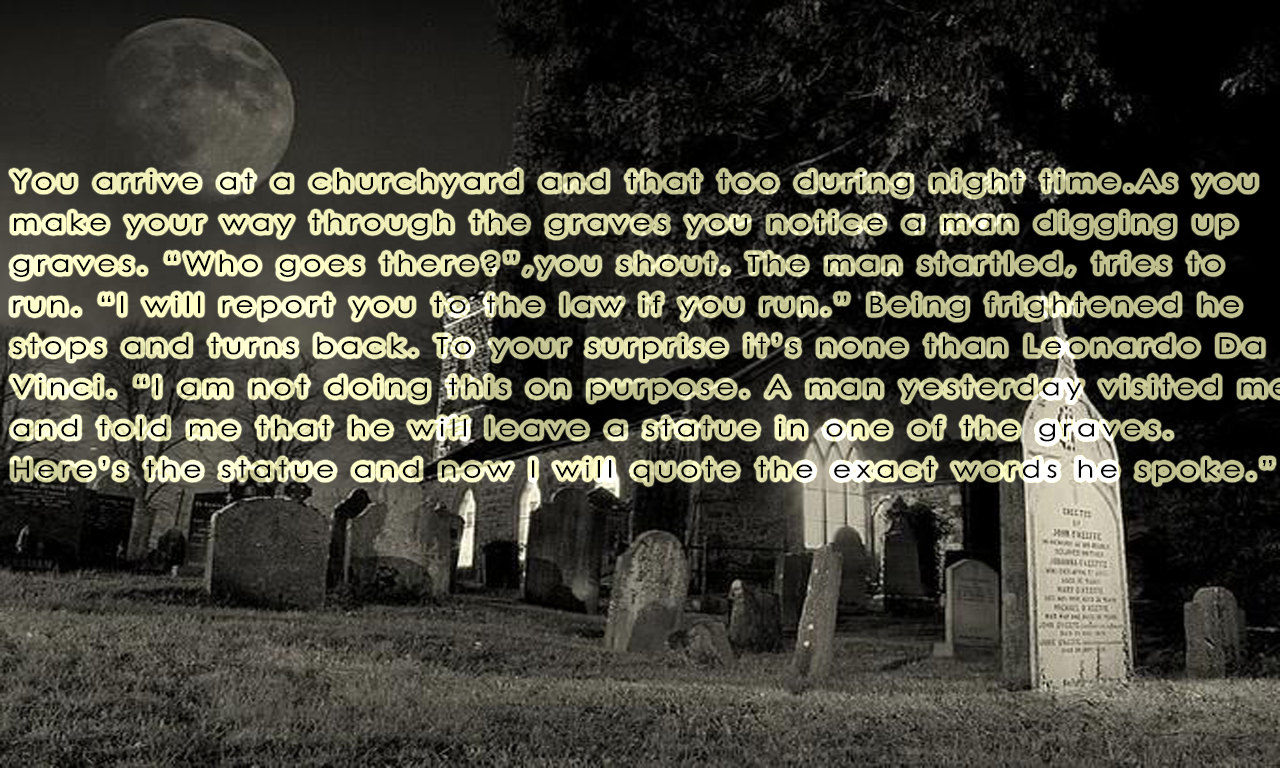 You arrive at a churchyard and that too during night time.As you
make your way through the graves you notice a man digging up
graves. “Who goes there?”,you shout. The man startled, tries to
run. “I will report you to the law if you run.” Being frightened he
stops and turns back. To your surprise it's none than Leonardo Da
Vinci. “I am not doing this on purpose. A man yesterday visited me
and told me that he will leave a statue in one of the graves.
Here's the statue and now I will quote the exact words he spoke.”
ERECTED
BY
JOHN O'KEEFFE